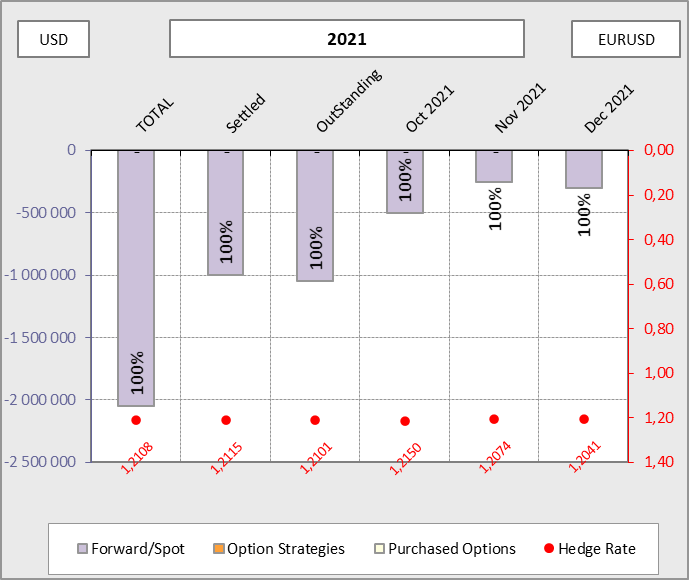 USD
2021
EURUSD
TOTAL
Settled
OutStanding
Oct 2021
Nov 2021
Dec 2021
0
-500 000
-1 000 000
-1 500 000
-2 000 000
-2 500 000
100%
100%
100%
100%
100%
100%
1,2108
1,2115
1,2101
1,2150
1,2074
1,2041
0,00
0,20
0,40
0,60
0,80
1,00
1,20
1,40
Forward/Spot
Option Strategies
Purchased Options
Hedge Rate